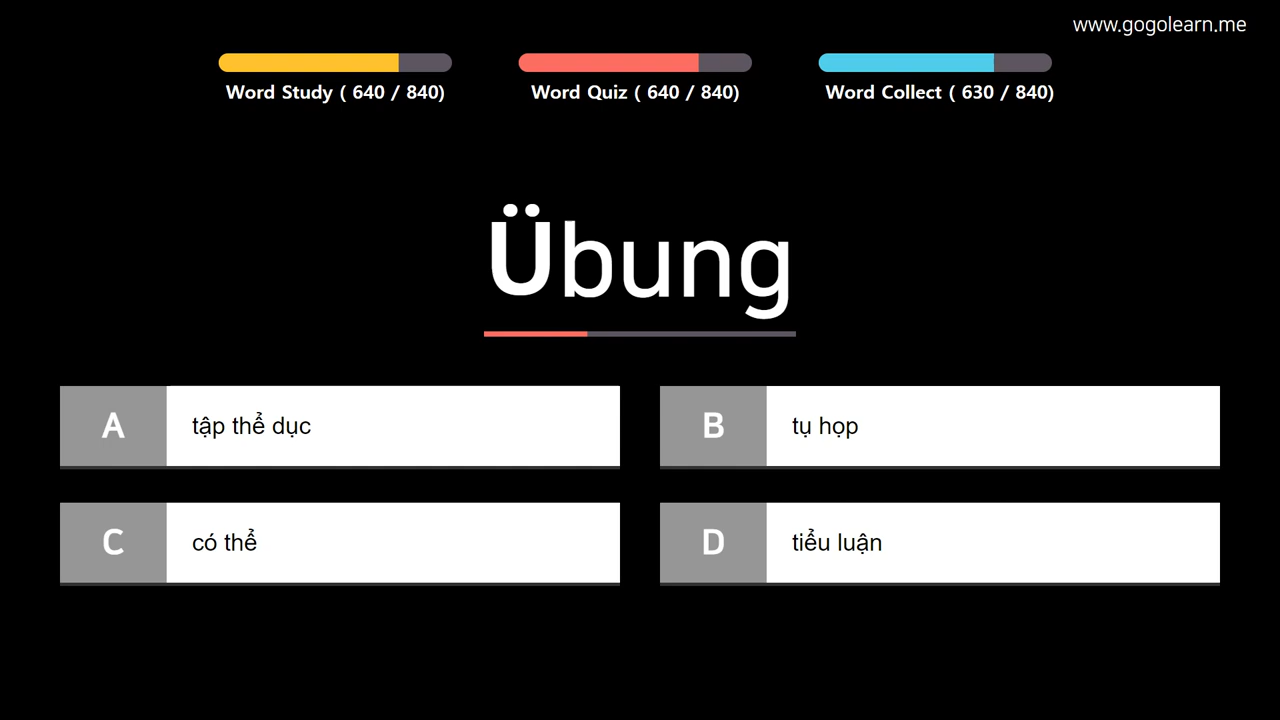 www.gogolearn.me
Word Study ( 640 / 840)
Word Quiz ( 640 / 840)
Word Collect ( 630 / 840)
Übung
A tập thể dục
B tụ họp
C có thể
D tiểu luận